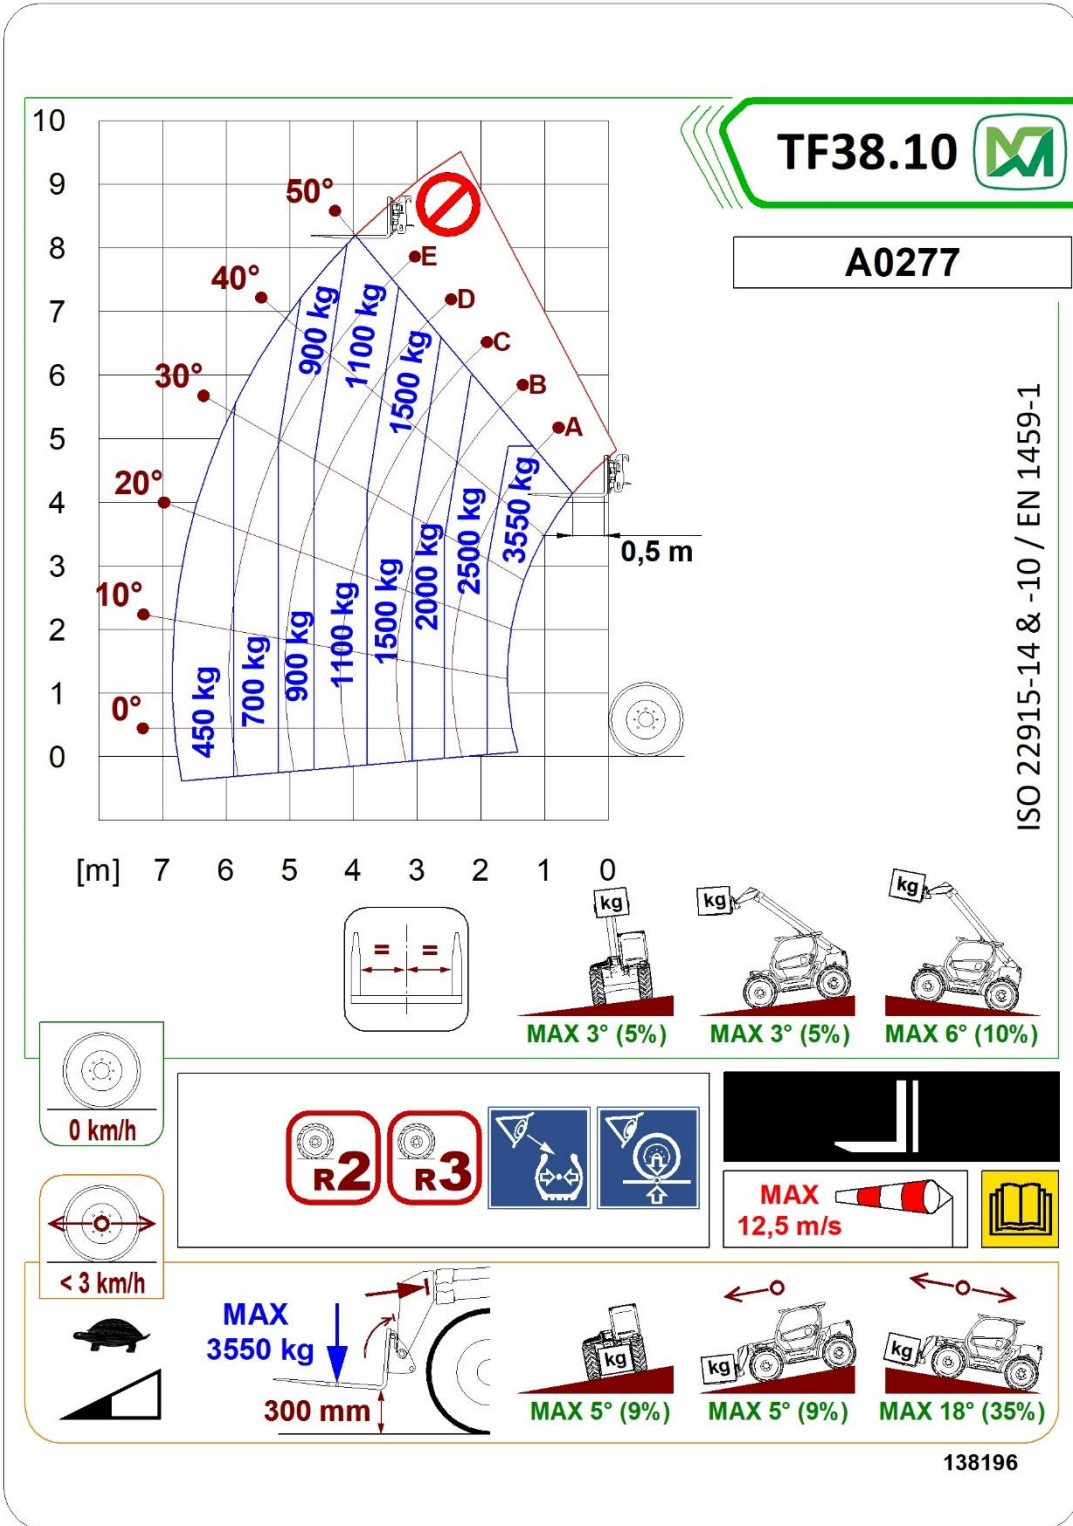 TF38.10
A0277
10
9
8
7
6
5
4
3
2
1
0
50°
40°
30°
20°
10°
0°
E
D
C
B
A
900 kg
1100 kg
1500 kg
450 kg
700 kg
900 kg
1100 kg
1500 kg
2000 kg
2500 kg
3550 kg
0,5 m
[m] 7 6 5 4 3 2 1 0
ISO 22915-14 & -10 / EN 1459-1
= =
kg
kg
kg
MAX 3° (5%)
MAX 3° (5%)
MAX 6° (10%)
0 km/h
R2
R3
MAX
12,5 m/s
< 3 km/h
MAX
3550 kg
300 mm
kg
kg
kg
MAX 5° (9%)
MAX 5° (9%)
MAX 18° (35%)
138196